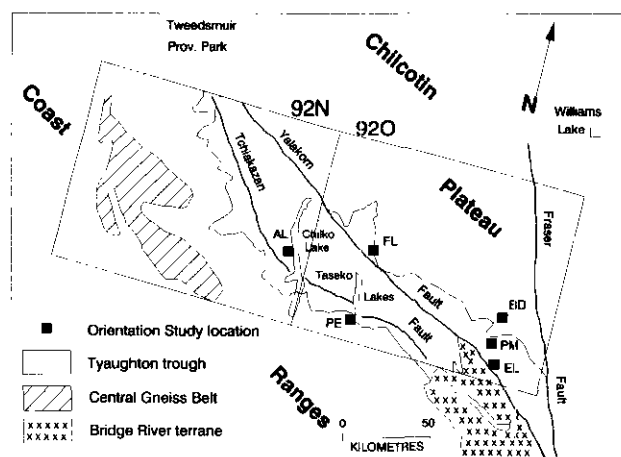 Tweedsmuir
Prov. Park
Chilcotin
Coast
92N
92O
N
Williams
Lake
Tchiakazan
Yalakom
Plateau
Fraser
AL
Chilko
Lake
FL
Taseko
Lakes
Fault
Fault
BD
PE
PM
EL
Fault
Ranges
Orientation Study location
Tyaughton trough
Central Gneiss Belt
Bridge River terrane
0 50
KILOMETRES